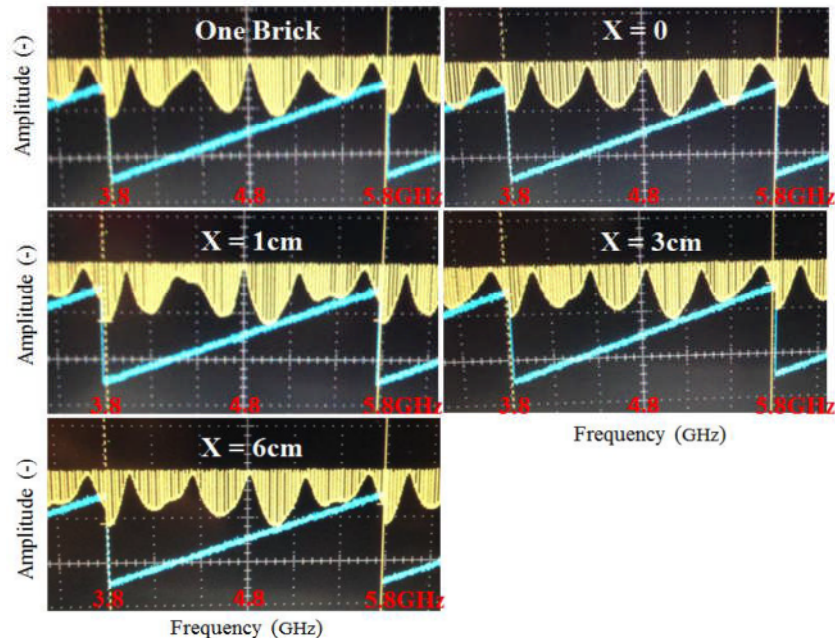 One Brick
X = 0
Amplitude (-)
3.8 4.8 5.8GHz
3.8 4.8 5.8GHz
X = 1cm
X = 3cm
Amplitude (-)
3.8 4.8 5.8GHz
3.8 4.8 5.8GHz
Frequency (GHz)
X = 6cm
Amplitude (-)
3.8 4.8 5.8GHz
Frequency (GHz)